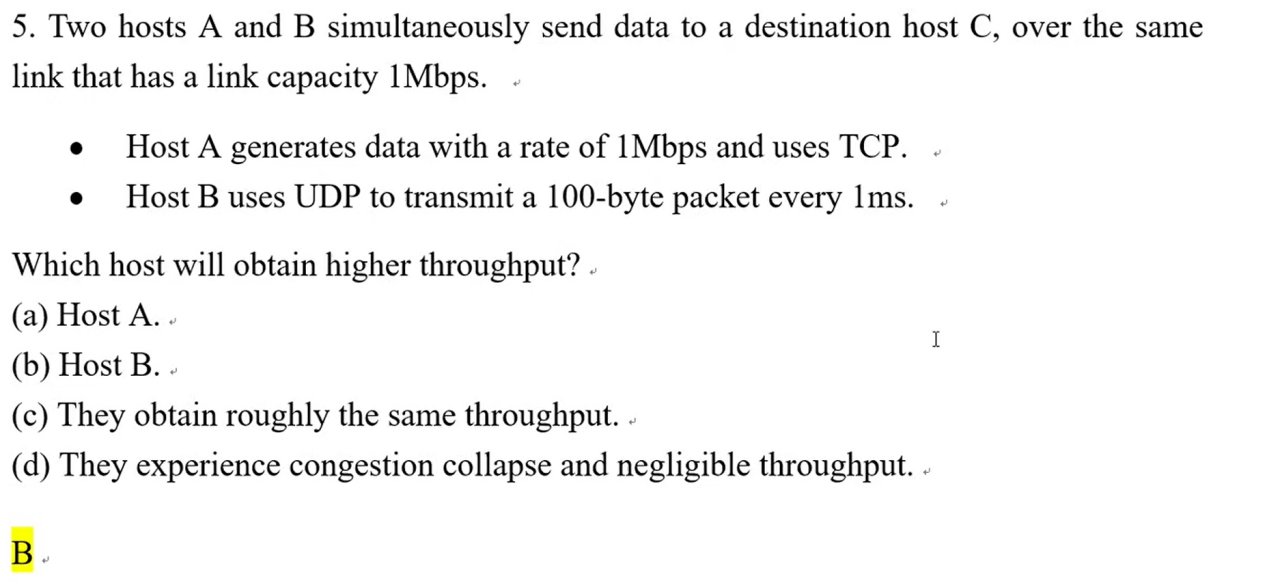 5. Two hosts A and B simultaneously send data to a destination host C, over the same
link that has a link capacity 1Mbps.
• Host A generates data with a rate of 1Mbps and uses TCP.
• Host B uses UDP to transmit a 100-byte packet every 1ms.
Which host will obtain higher throughput?
(a) Host A.
(b) Host B.
(c) They obtain roughly the same throughput.
(d) They experience congestion collapse and negligible throughput.
B